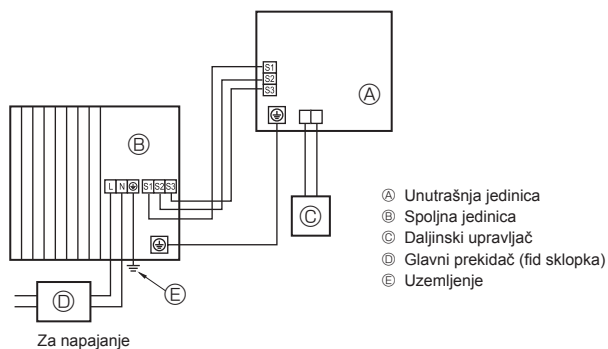 S1
S2
S3
Ⓐ
Ⓑ
L N S1 S2 S3
Ⓒ
Ⓓ
Ⓔ
Za napajanje
Ⓐ Unutrašnja jedinica
Ⓑ Spoljna jedinica
Ⓒ Daljinski upravljač
Ⓓ Glavni prekidač (fid sklopka)
Ⓔ Uzemljenje